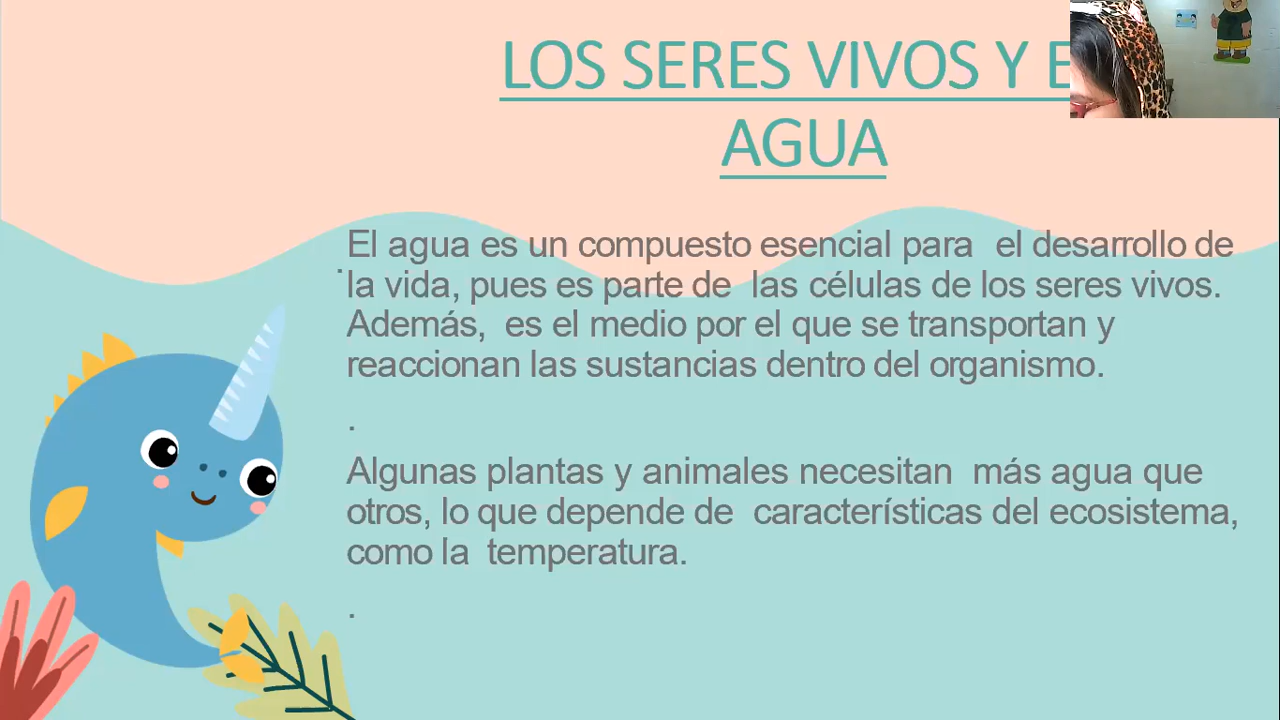 LOS SERES VIVOS Y E
AGUA
El agua es un compuesto esencial para el desarrollo de
la vida, pues es parte de las células de los seres vivos.
Además, es el medio por el que se transportan y
reaccionan las sustancias dentro del organismo.
.
Algunas plantas y animales necesitan más agua que
otros, lo que depende de características del ecosistema,
como la temperatura.
.